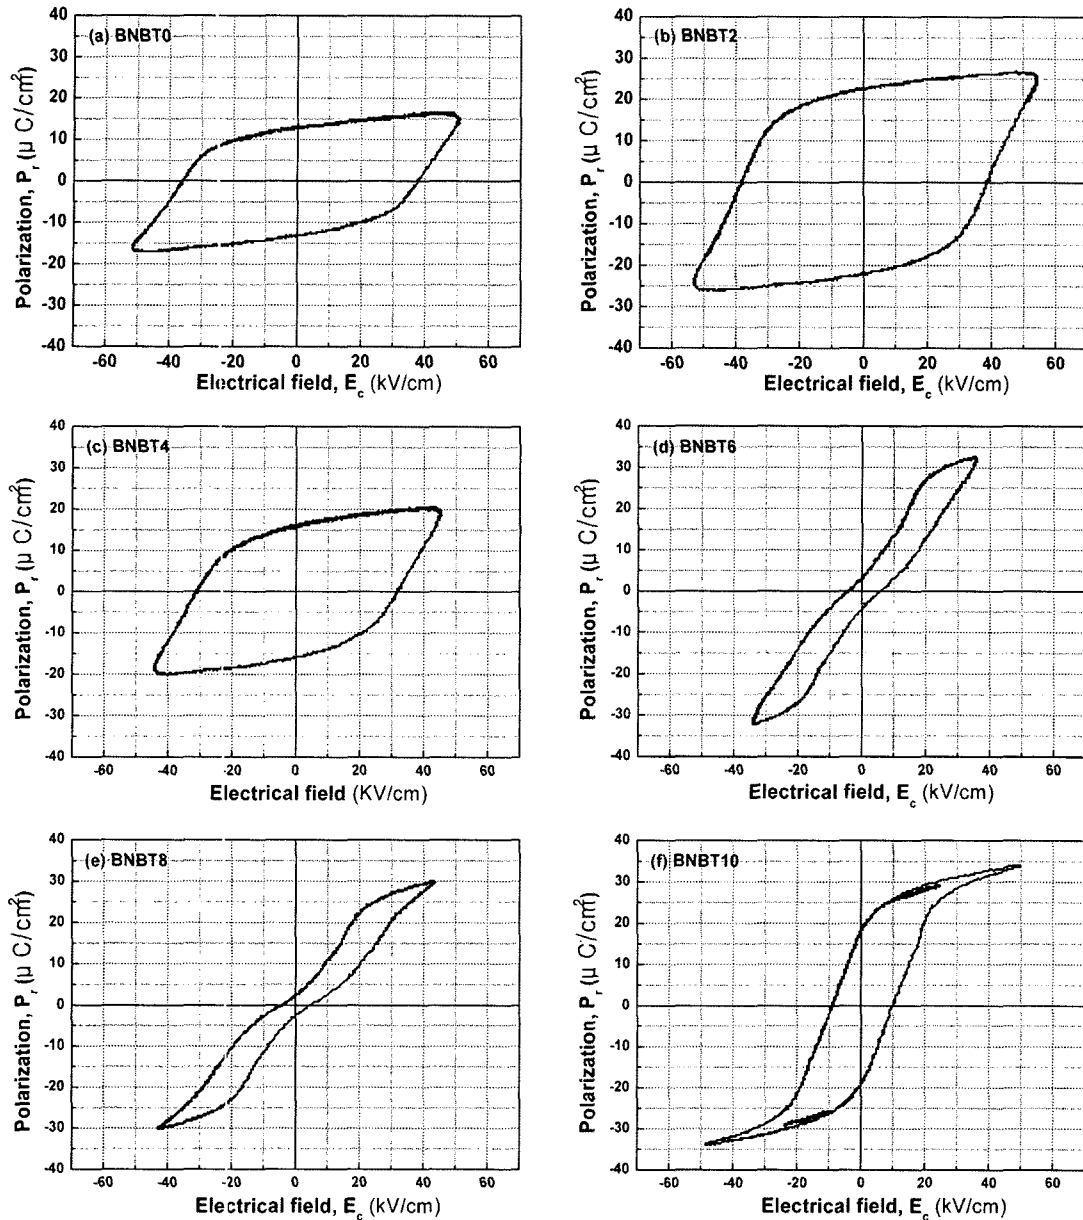 (a) BNBT0
Polarization, Pr (μ C/cm²)
40
30
20
10
0
-10
-20
-30
-40
-60 -40 -20 0 20 40 60
Electrical field, Ec (kV/cm)
(b) BNBT2
Polarization, Pr (μ C/cm²)
40
30
20
10
0
-10
-20
-30
-40
-60 -40 -20 0 20 40 60
Electrical field, Ec (kV/cm)
(c) BNBT4
Polarization, Pr (μ C/cm²)
40
30
20
10
0
-10
-20
-30
-40
-60 -40 -20 0 20 40 60
Electrical field (KV/cm)
(d) BNBT6
Polarization, Pr (μ C/cm²)
40
30
20
10
0
-10
-20
-30
-40
-60 -40 -20 0 20 40 60
Electrical field, Ec (kV/cm)
(e) BNBT8
Polarization, Pr (μ C/cm²)
40
30
20
10
0
-10
-20
-30
-40
-60 -40 -20 0 20 40 60
Electrical field, Ec (kV/cm)
(f) BNBT10
Polarization, Pr (μ C/cm²)
40
30
20
10
0
-10
-20
-30
-40
-60 -40 -20 0 20 40 60
Electrical field, Ec (kV/cm)